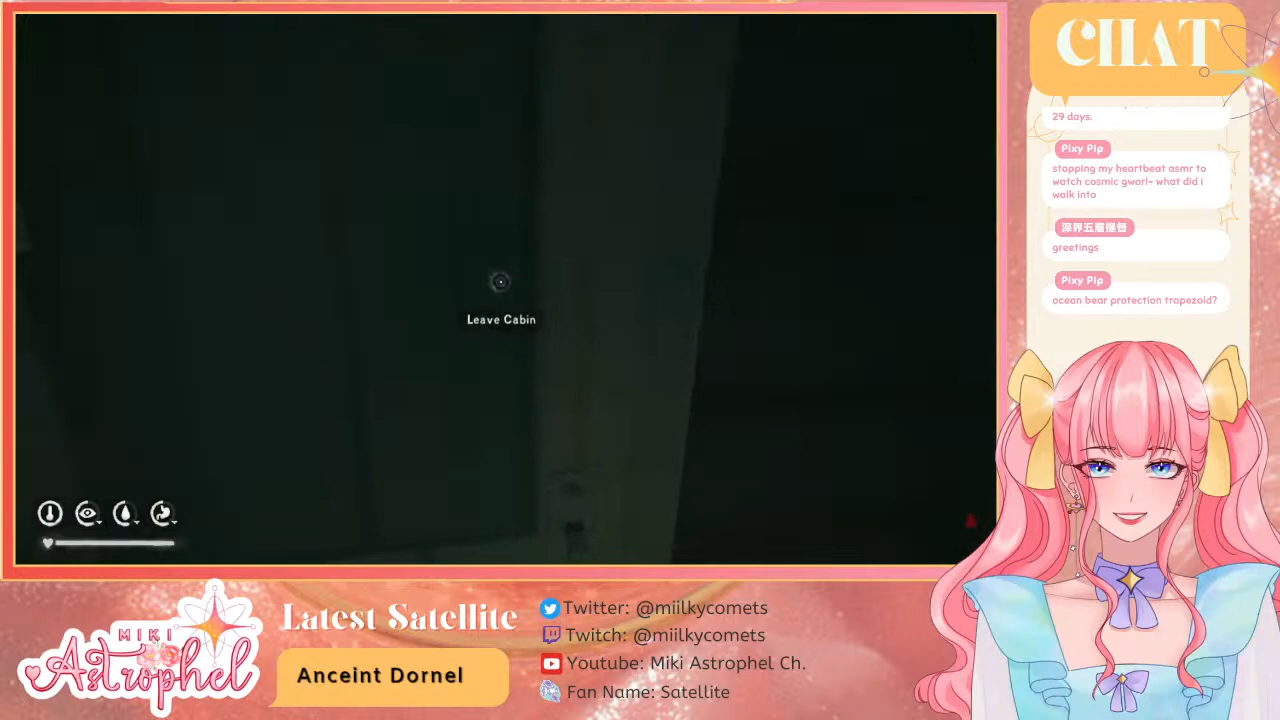 CHAT
29 days.
Pixy Pip
stopping my heartbeat asmr to
watch cosmic gworl~ what did i
walk into
深界五層提督
greetings
Pixy Pip
ocean bear protection trapezoid?
Leave Cabin
MIKI
Astrophel
Latest Satellite
Anceint Dornel
Twitter: @miilkycomets
Twitch: @miilkycomets
Youtube: Miki Astrophel Ch.
Fan Name: Satellite